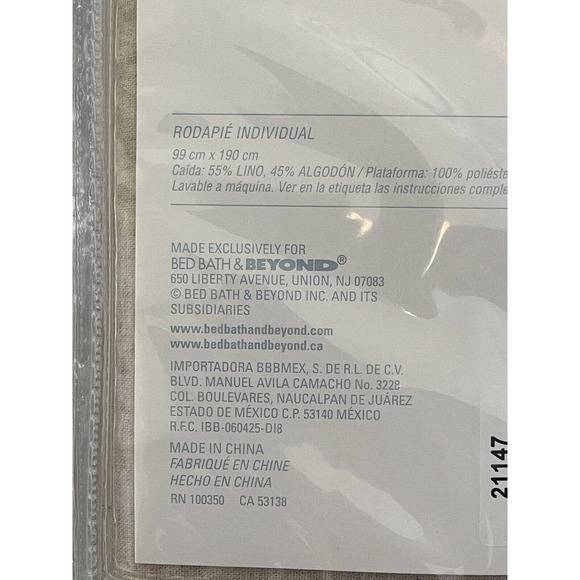 RODAPIÉ INDIVIDUAL
99 cm x 190 cm
Caída: 55% LINO, 45% ALGODÓN / Plataforma: 100% poliéste
Lavable a máquina. Ver en la etiqueta las instrucciones comple
MADE EXCLUSIVELY FOR
BED BATH & BEYOND®
650 LIBERTY AVENUE, UNION, NJ 07083
© BED BATH & BEYOND INC. AND ITS
SUBSIDIARIES
www.bedbathandbeyond.com
www.bedbathandbeyond.ca
IMPORTADORA BBBMEX, S. DE R.L. DE C.V.
BLVD. MANUEL AVILA CAMACHO No. 3228
COL. BOULEVARES, NAUCALPAN DE JUÁREZ
ESTADO DE MÉXICO C.P. 53140 MÉXICO
R.F.C. IBB-060425-DI8
MADE IN CHINA
FABRIQUÉ EN CHINE
HECHO EN CHINA
RN 100350 CA 53138
21147